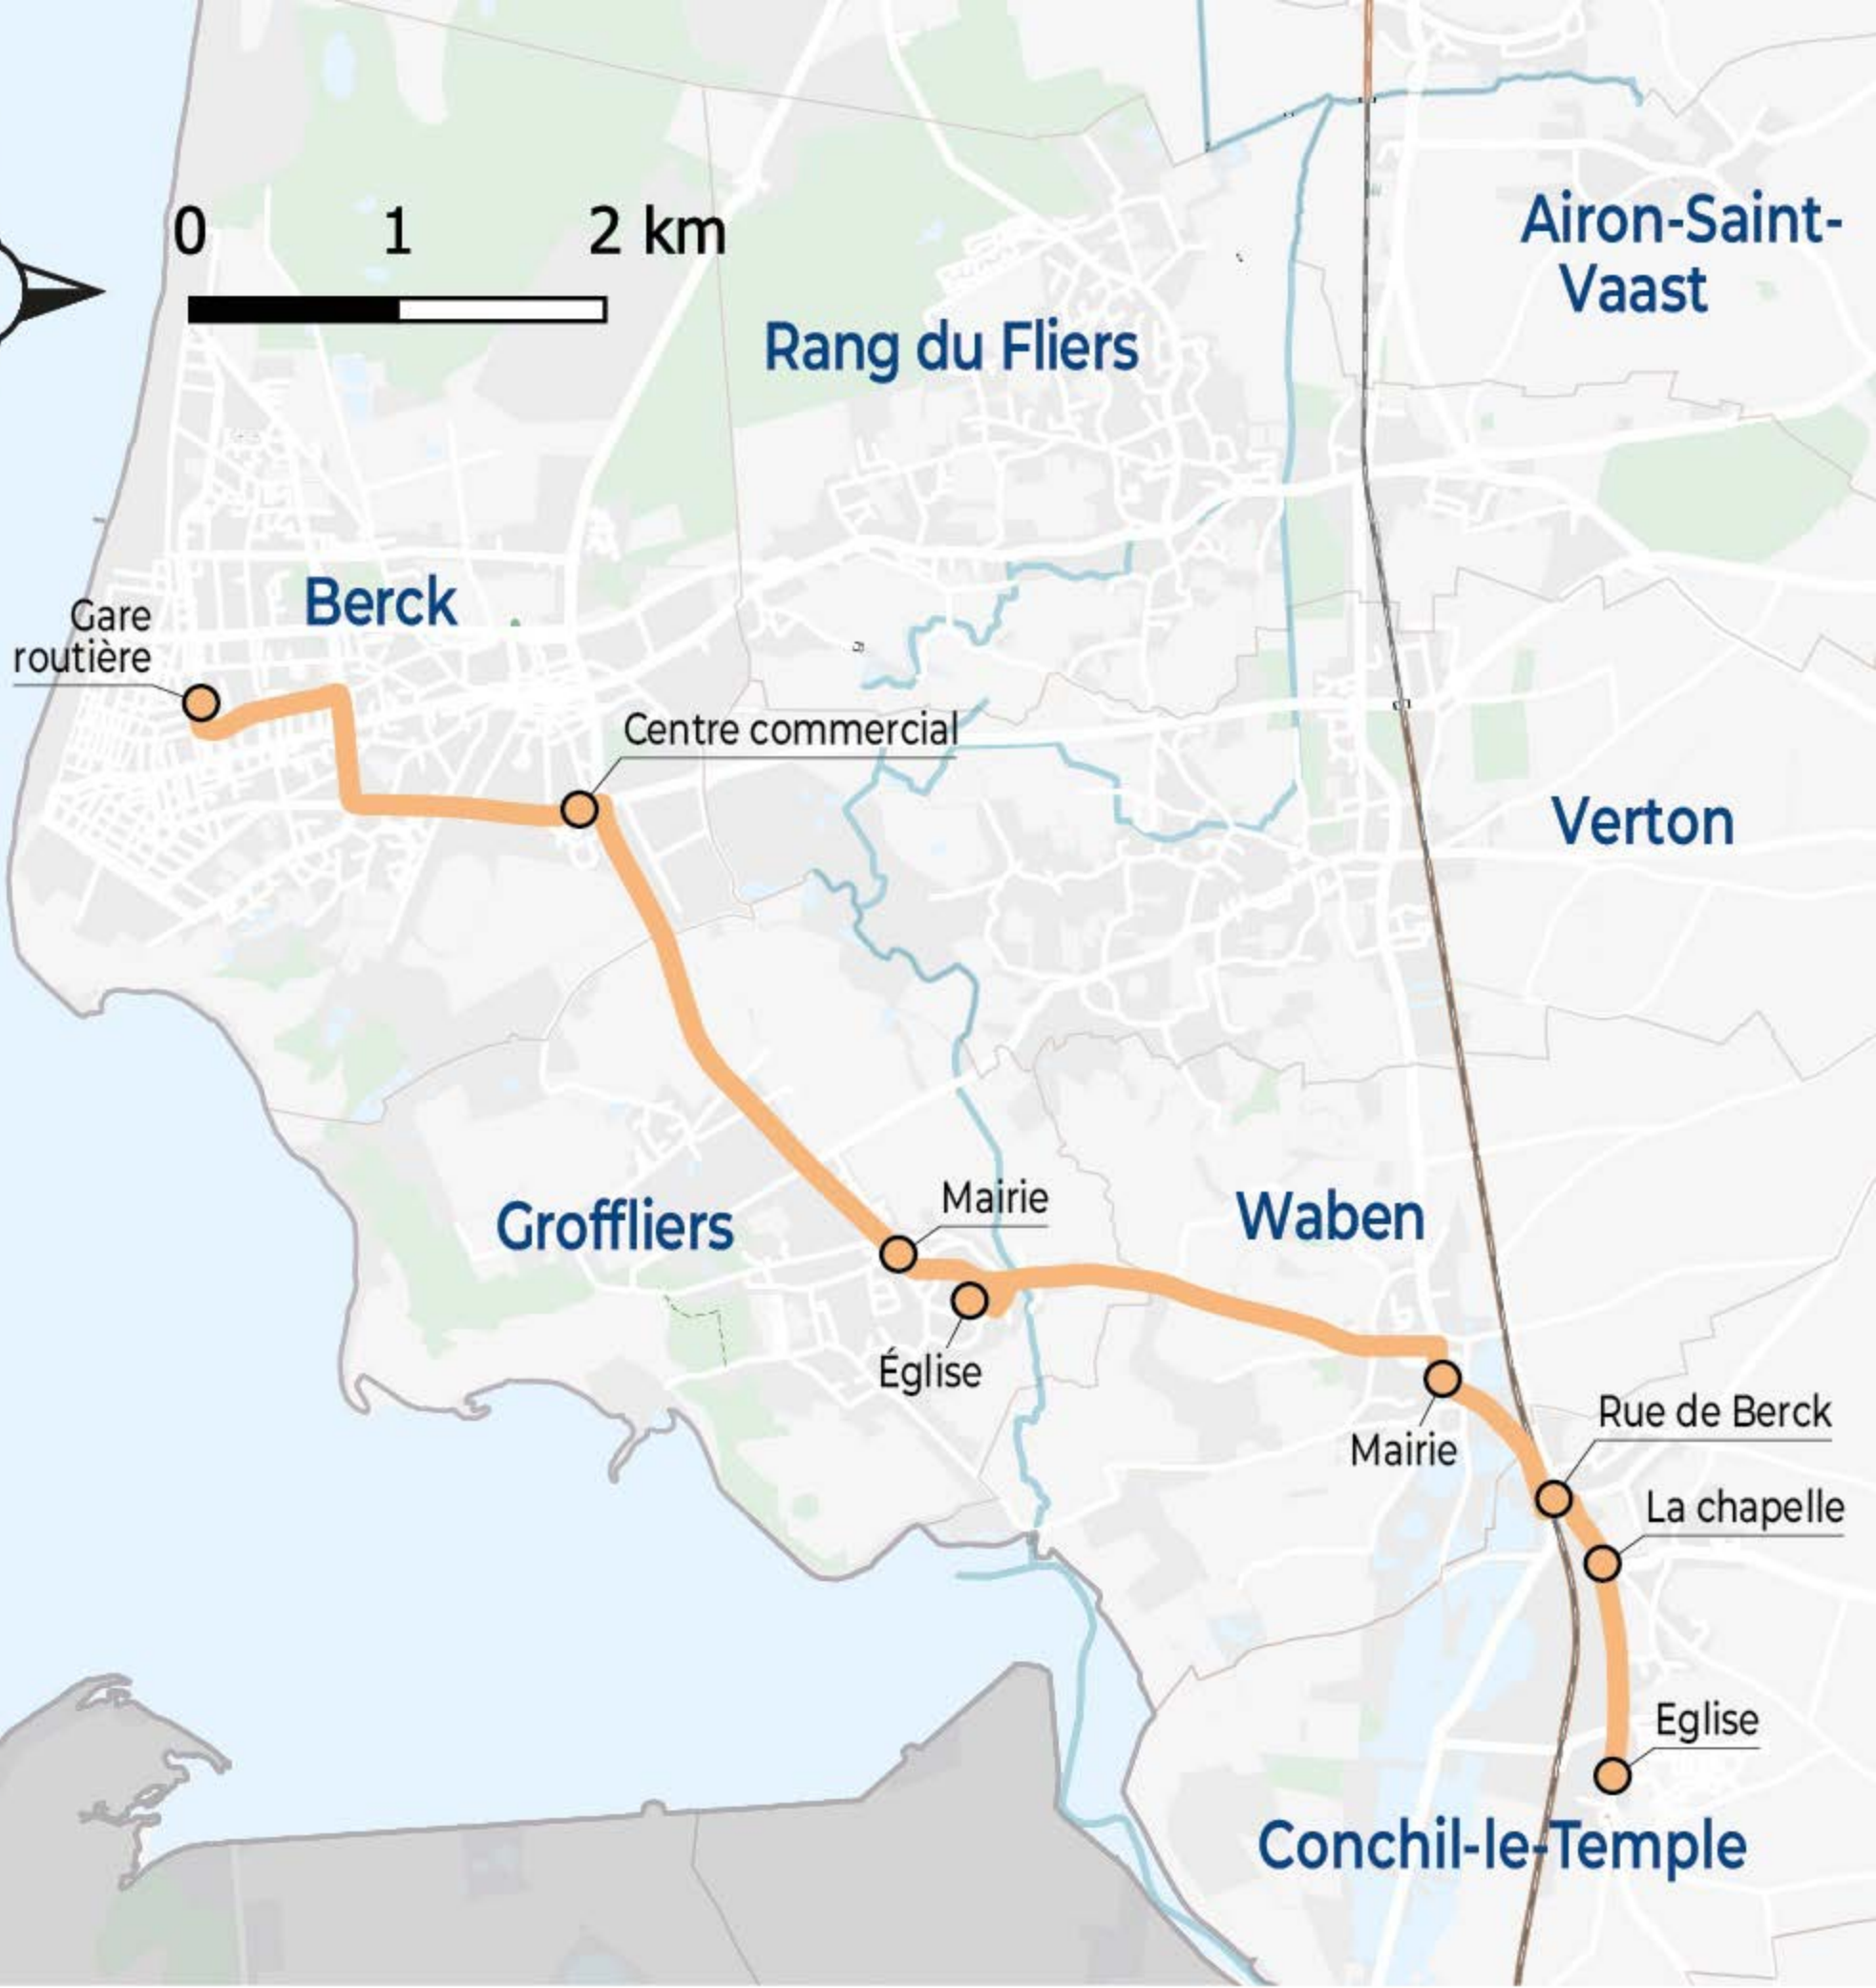 0 1 2 km
Airon-Saint-
Vaast
Rang du Fliers
Berck
Gare
routière
Centre commercial
Verton
Mairie
Waben
Groffliers
Église
Rue de Berck
Mairie
La chapelle
Eglise
Conchil-le-Temple